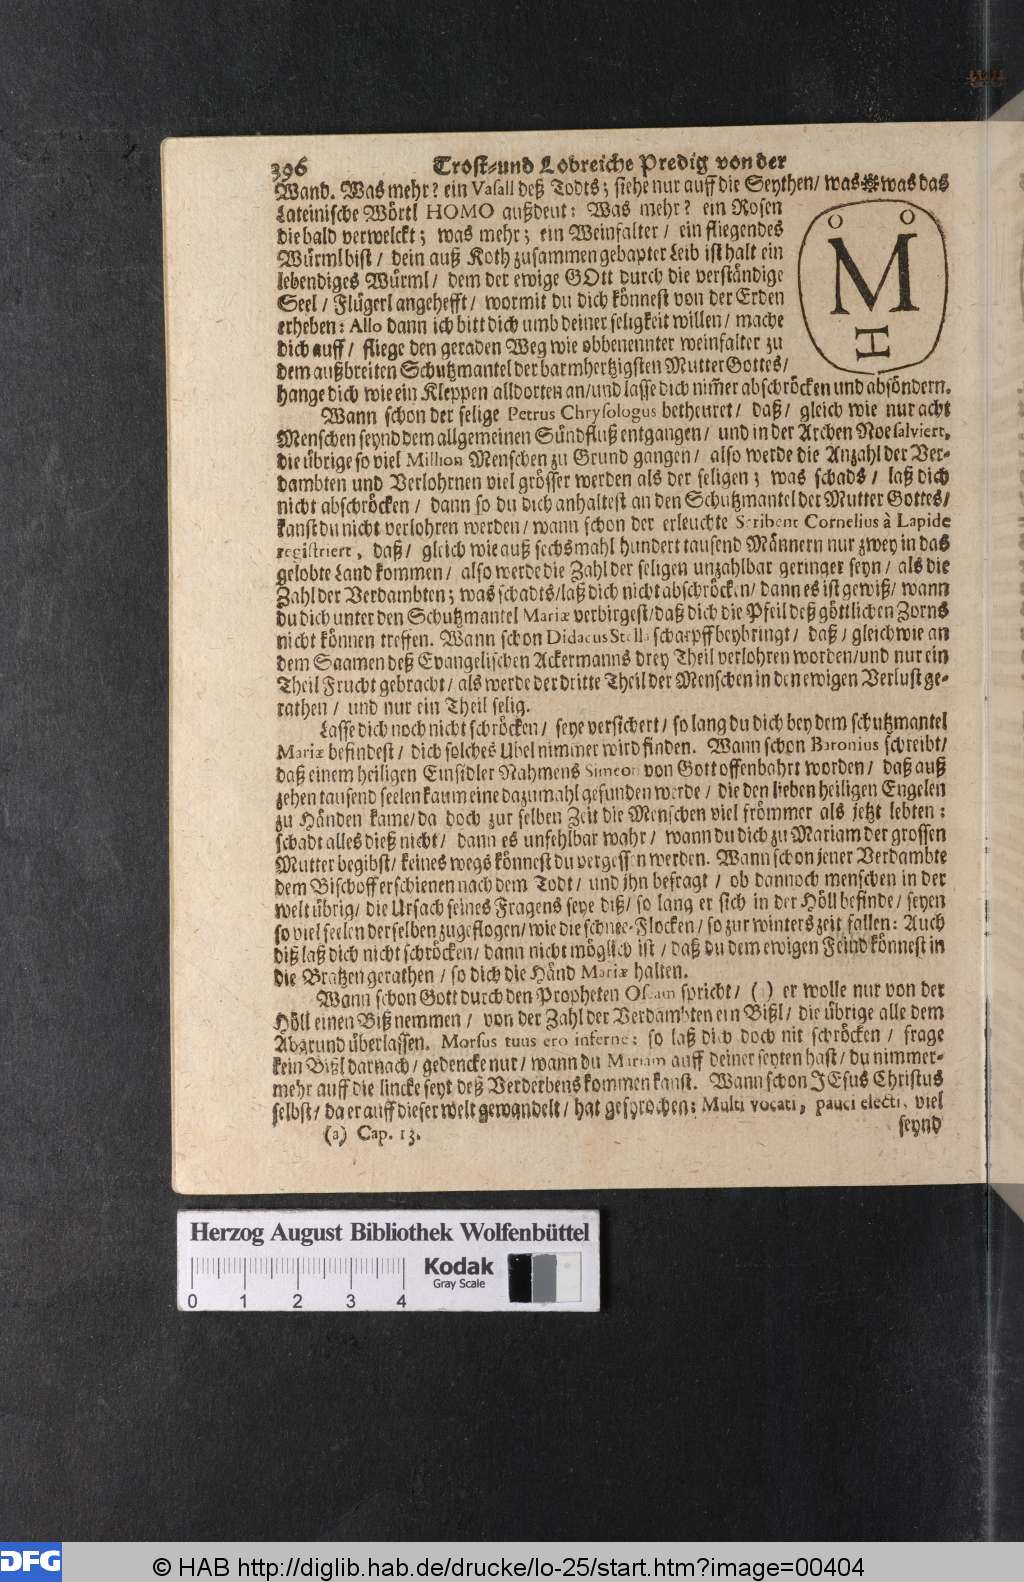 396 Trost- und Lobreiche Predig von der
Wand. Was mehr? ein Vasall deß Todts; siehe nur auff die Seythen/ was was das
Lateinische Wörtl HOMO außdeut: Was mehr? ein Rosen
die bald verwelckt; was mehr; ein Weinfalter/ ein fliegendes
Würml bist/ dein auß Koth zusammen gebapter Leib ist halt ein
lebendiges Würml/ dem der ewige GOtt durch die verständige
Seel/ Flügerl angehefft/ wormit du dich könnest von der Erden
erheben: Also dann ich bitt dich umb deiner seligkeit willen/ mache
dich auff/ fliege den geraden Weg wie obbenennter weinfalter zu
dem außbreiten Schutzmantel der barmhertzigsten Mutter Gottes/
hange dich wie ein Kleppen alldorten an/ und lasse dich nim̃er abschröcken und absöndern.
O O
M
H
Wann schon der selige Petrus Chrysologus betheuret/ daß/ gleich wie nur acht
Menschen seynd dem allgemeinen Sündfluß entgangen/ und in der Archen Noe salviert,
die übrige so viel Million Menschen zu Grund gangen/ also werde die Anzahl der Ver-
dambten und Verlohrnen viel grösser werden als der seligen; was schads/ laß dich
nicht abschröcken/ dann so du dich anhaltest an den Schutzmantel der Mutter Gottes/
kanst du nicht verlohren werden/ wann schon der erleuchte Scribent Cornelius à Lapide
registriert, daß/ gleich wie auß sechsmahl hundert tausend Männern nur zwey in das
gelobte Land kommen/ also werde die Zahl der seligen unzahlbar geringer seyn/ als die
Zahl der Verdambten; was schadts/ laß dich nicht abschröcken/ dann es ist gewiß/ wann
du dich unter den Schutzmantel Mariæ verbirgest/ daß dich die Pfeil deß göttlichen Zorns
nicht können treffen. Wann schon Didacus Stella scharpff beybringt/ daß/ gleich wie an
dem Saamen deß Evangelischen Ackermanns drey Theil verlohren worden/ und nur ein
Theil Frucht gebracht/ als werde der dritte Theil der Menschen in den ewigen Verlust ge-
rathen/ und nur ein Theil selig.
Lasse dich noch nicht schröcken/ seye versichert/ so lang du dich bey dem schutzmantel
Mariæ befindest/ dich solches Ubel nimmer wird finden. Wann schon Baronius schreibt/
daß einem heiligen Einsidler Nahmens Simeon von Gott offenbahrt worden/ daß auß
zehen tausend seelen kaum eine dazumahl gefunden werde/ die den lieben heiligen Engelen
zu Händen kame/ da doch zur selben Zeit die Menschen viel frömmer als jetzt lebten:
schadt alles dieß nicht/ dann es unfehlbar wahr/ wann du dich zu Mariam der grossen
Mutter begibst/ keines wegs könnest du vergessen werden. Wann schon jener Verdambte
dem Bischoff erschienen nach dem Todt/ und ihn befragt/ ob dannoch menschen in der
welt übrig/ die Ursach seines Fragens seye diß/ so lang er sich in der Höll befinde/ seyen
so viel seelen derselben zugeflogen/ wie die schnee-Flocken/ so zur winters zeit fallen: Auch
diß laß dich nicht schröcken/ dann nicht möglich ist/ daß du dem ewigen Feind könnest in
die Bratzen gerathen/ so dich die Händ Mariæ halten.
Wann schon Gott durch den Propheten Oseam spricht/ (a) er wolle nur von der
Höll einen Biß nemmen/ von der Zahl der Verdambten ein Bißl/ die übrige alle dem
Abgrund überlassen. Morsus tuus ero inferne: so laß dich doch nit schröcken/ frage
kein Bißl darnach/ gedencke nur/ wann du Mariam auff deiner seyten hast/ du nimmer-
mehr auff die lincke seyt deß Verderbens kommen kanst. Wann schon JEsus Christus
selbst/ da er auff dieser welt gewandelt/ hat gesprochen: Multi vocati, pauci electi, viel
(a) Cap. 13. seynd
Herzog August Bibliothek Wolfenbüttel
Kodak
Gray Scale
0 1 2 3 4
DFG © HAB http://diglib.hab.de/drucke/lo-25/start.htm?image=00404